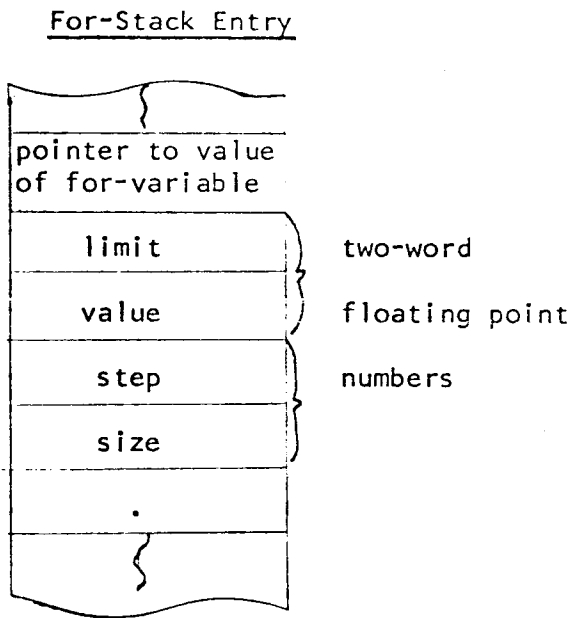 For-Stack Entry
pointer to value
of for-variable
limit two-word
value floating point
step numbers
size
.